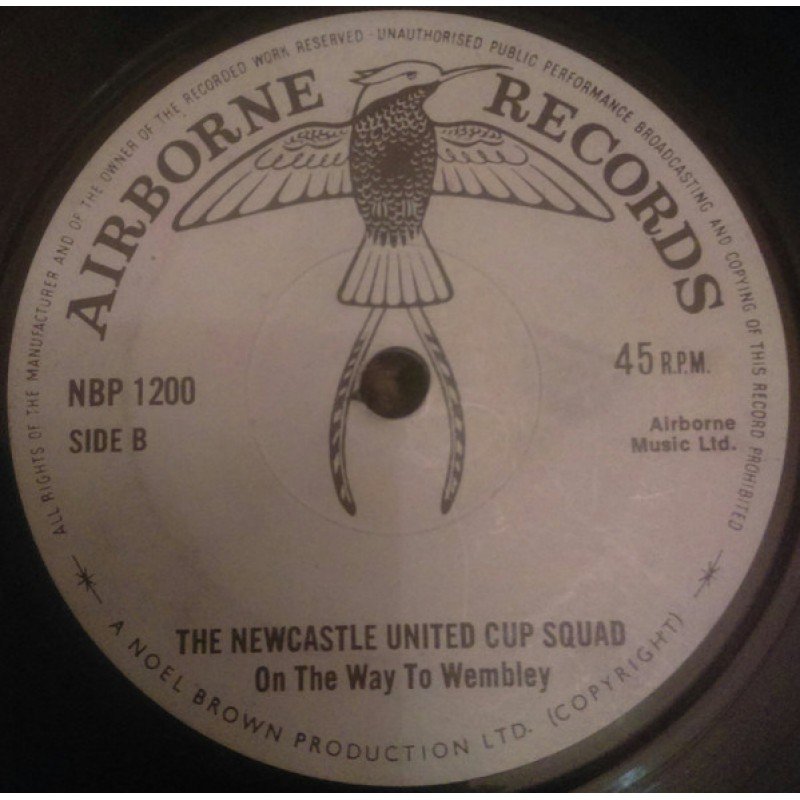 ALL RIGHTS OF THE MANUFACTURER AND OF THE OWNER OF THE RECORDED WORK RESERVED · UNAUTHORISED PUBLIC PERFORMANCE BROADCASTING AND COPYING OF THIS RECORD PROHIBITED
AIRBORNE RECORDS
45 R.P.M.
NBP 1200
SIDE B
Airborne
Music Ltd.
THE NEWCASTLE UNITED CUP SQUAD
On The Way To Wembley
A NOEL BROWN PRODUCTION LTD. (COPYRIGHT)